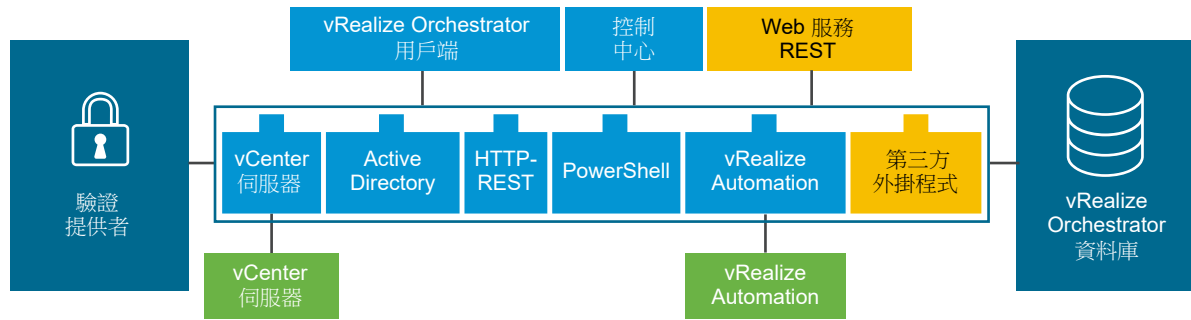 vRealize Orchestrator
用戶端
控制
中心
Web 服務
REST
驗證
提供者
vCenter
伺服器
Active
Directory
HTTP-
REST
PowerShell
vRealize
Automation
第三方
外掛程式
vRealize
Orchestrator
資料庫
vCenter
伺服器
vRealize
Automation